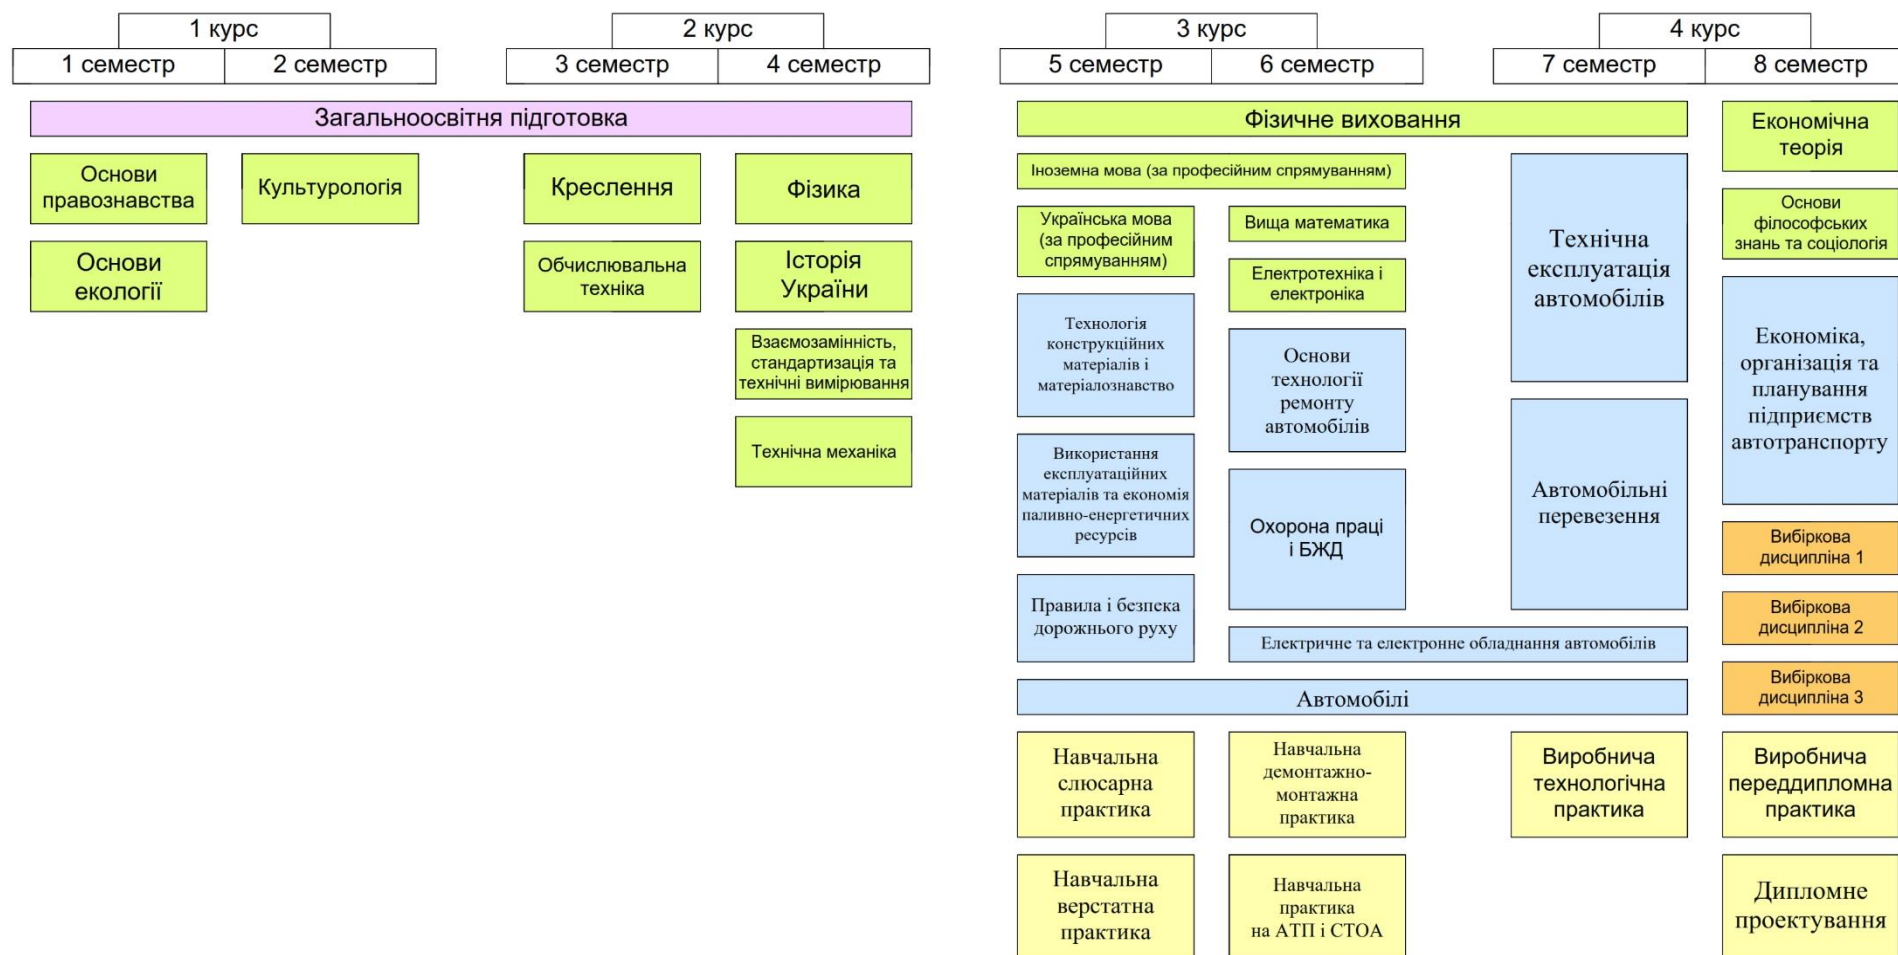 1 курс
2 курс
3 курс
4 курс
1 семестр
2 семестр
3 семестр
4 семестр
5 семестр
6 семестр
7 семестр
8 семестр
Загальноосвітня підготовка
Основи
правознавства
Основи
екології
Культурологія
Креслення
Обчислювальна
техніка
Фізика
Історія
України
Взаємозамінність,
стандартизація та
технічні вимірювання
Технічна механіка
Фізичне виховання
Іноземна мова (за професійним спрямуванням)
Українська мова
(за професійним
спрямуванням)
Технологія
конструкційних
матеріалів і
матеріалознавство
Використання
експлуатаційних
матеріалів та економія
паливно-енергетичних
ресурсів
Правила і безпека
дорожнього руху
Вища математика
Електротехніка і
електроніка
Основи
технології
ремонту
автомобілів
Охорона праці
і БЖД
Електричне та електронне обладнання автомобілів
Автомобілі
Навчальна
слюсарна
практика
Навчальна
верстатна
практика
Навчальна
демонтажно-
монтажна
практика
Навчальна
практика
на АТП і СТОА
Технічна
експлуатація
автомобілів
Автомобільні
перевезення
Виробнича
технологічна
практика
Економічна
теорія
Основи
філософських
знань та соціологія
Економіка,
організація та
планування
підприємств
автотранспорту
Вибіркова
дисципліна 1
Вибіркова
дисципліна 2
Вибіркова
дисципліна 3
Виробнича
переддипломна
практика
Дипломне
проектування